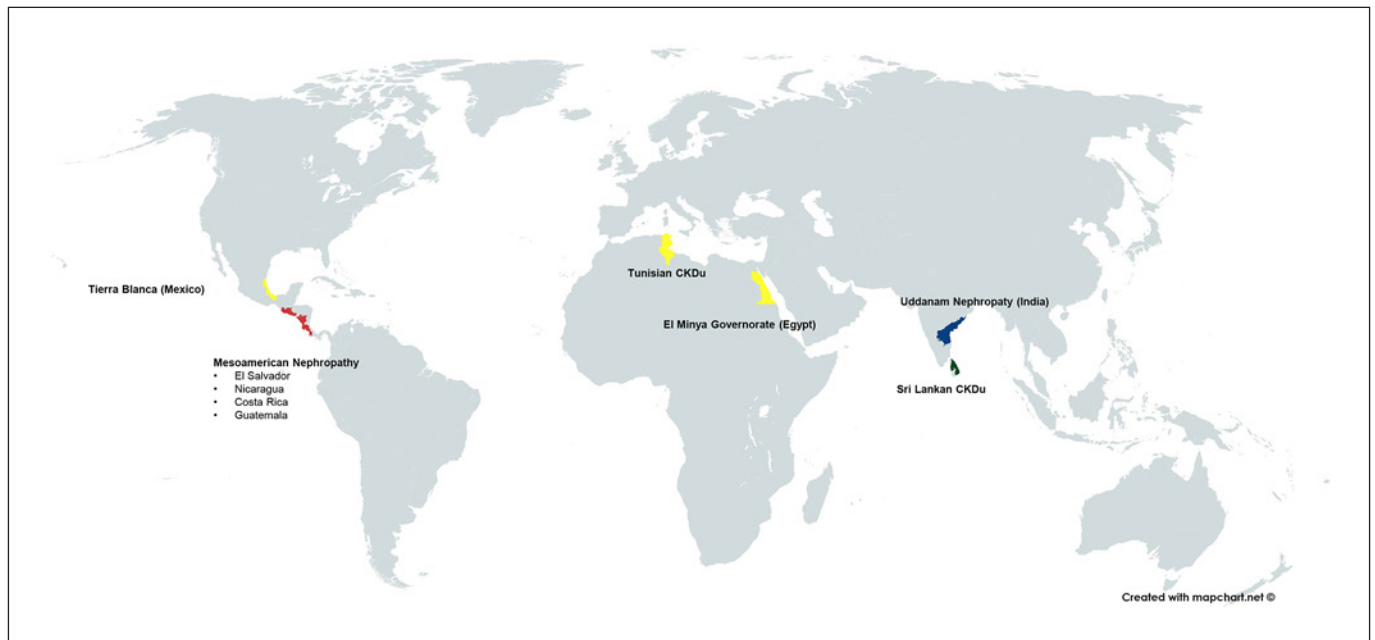 Tunisian CKDu
Tierra Blanca (Mexico)
Uddanam Nephropaty (India)
El Minya Governorate (Egypt)
Mesoamerican Nephropathy
• El Salvador
• Nicaragua
• Costa Rica
• Guatemala
Sri Lankan CKDu
Created with mapchart.net ©